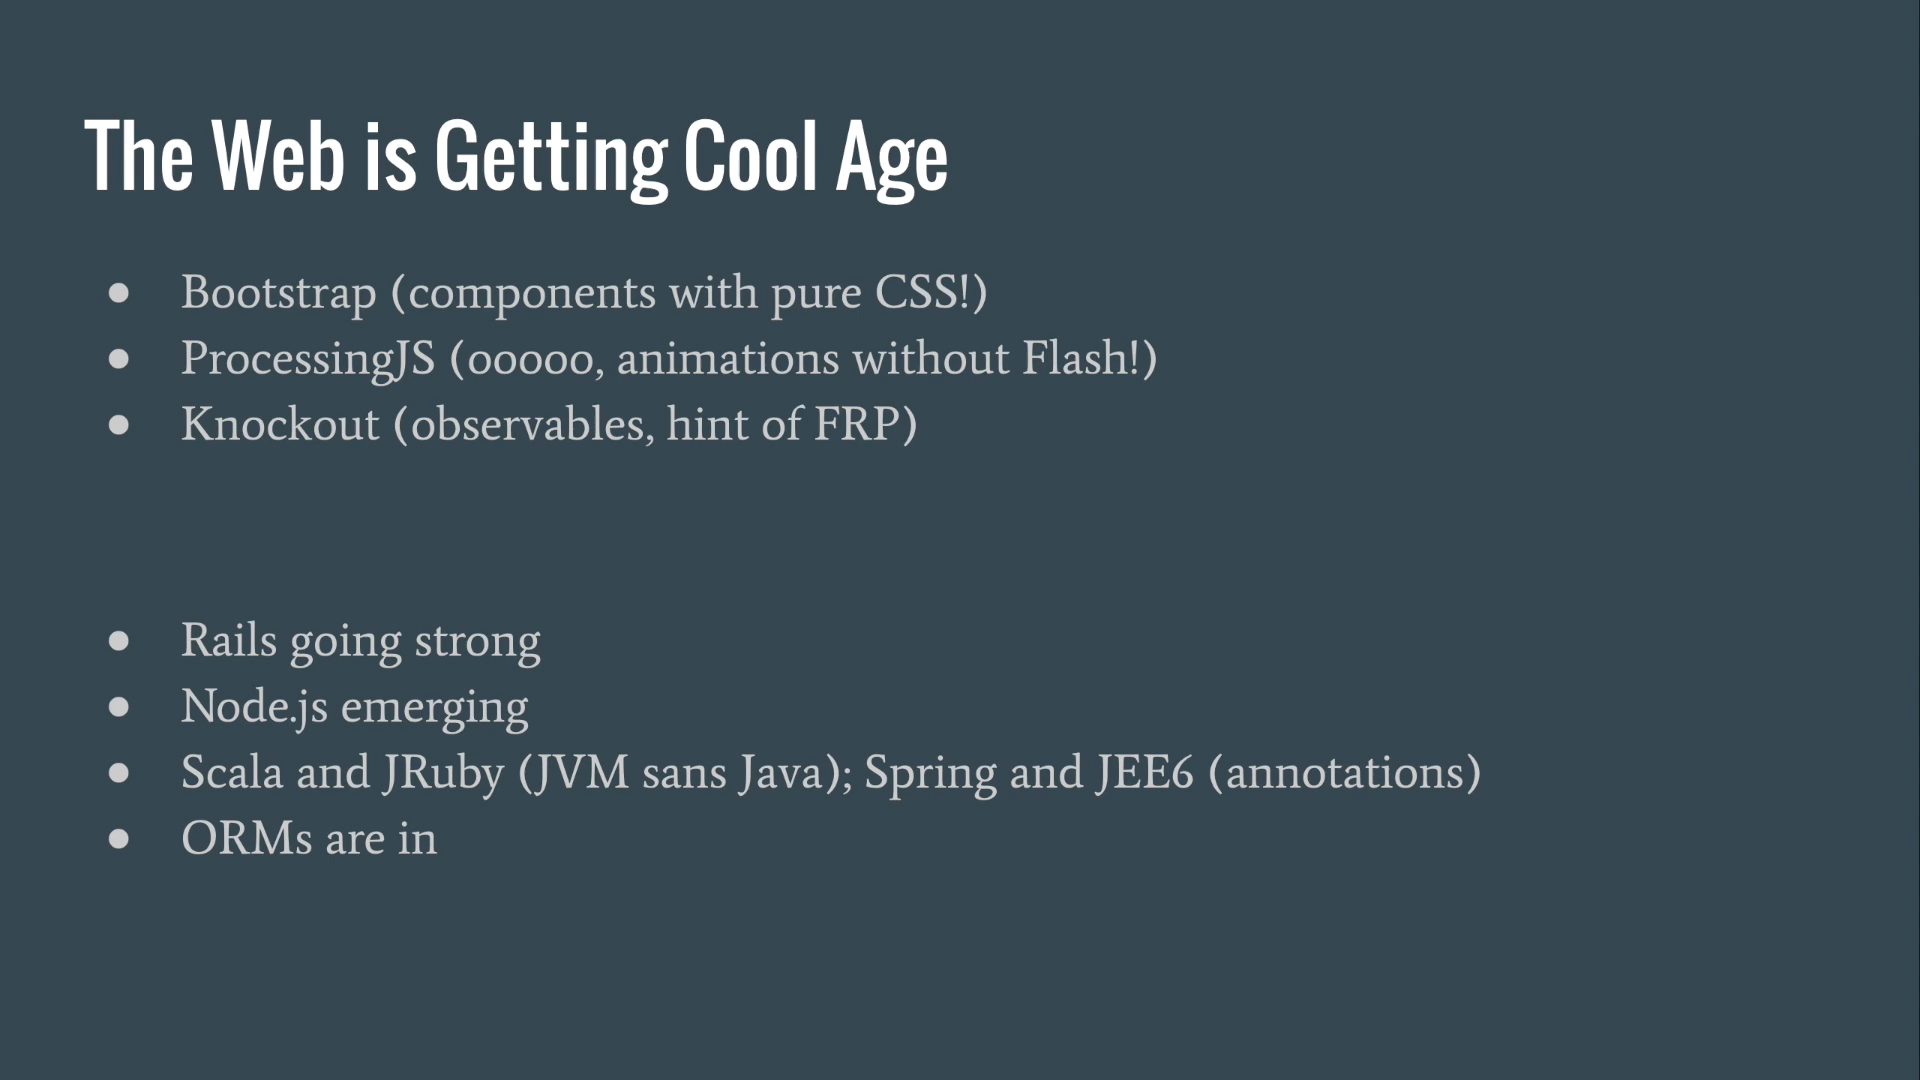 The Web is Getting Cool Age
● Bootstrap (components with pure CSS!)
● ProcessingJS (ooooo, animations without Flash!)
● Knockout (observables, hint of FRP)
● Rails going strong
● Node.js emerging
● Scala and JRuby (JVM sans Java); Spring and JEE6 (annotations)
● ORMs are in